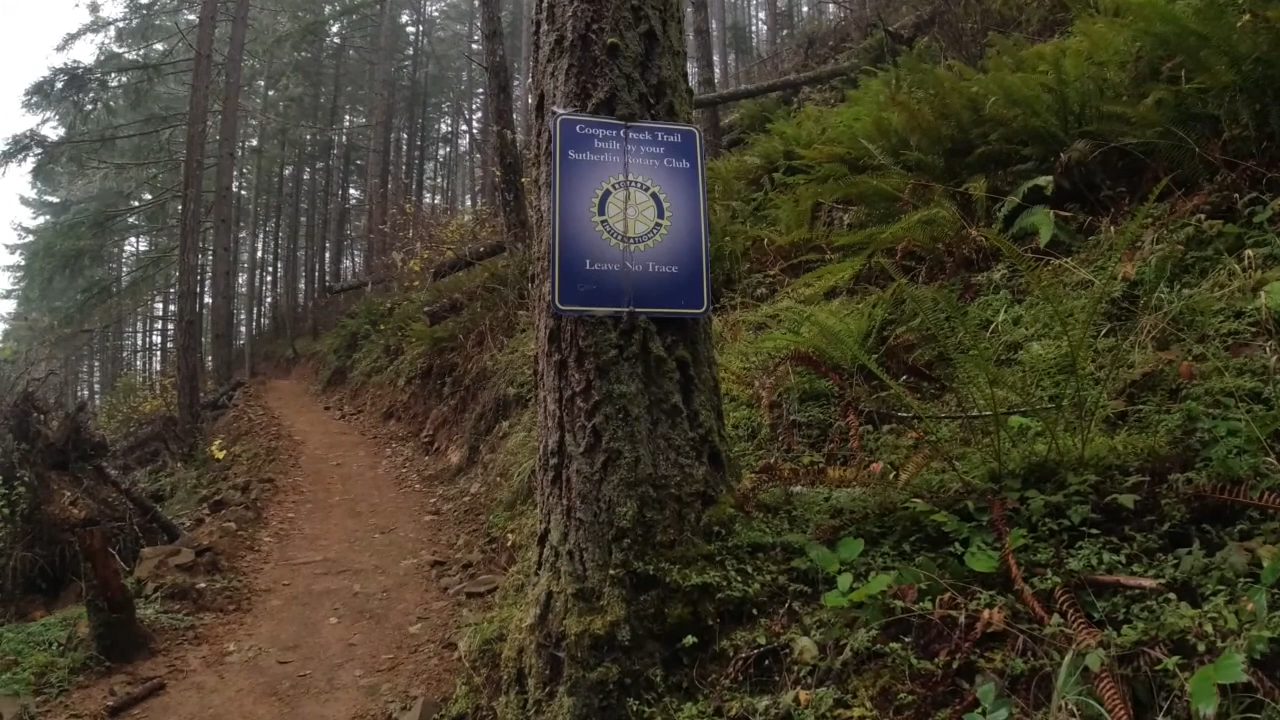 Cooper Creek Trail
built by your
Sutherlin Rotary Club
ROTARY
INTERNATIONAL
Leave No Trace